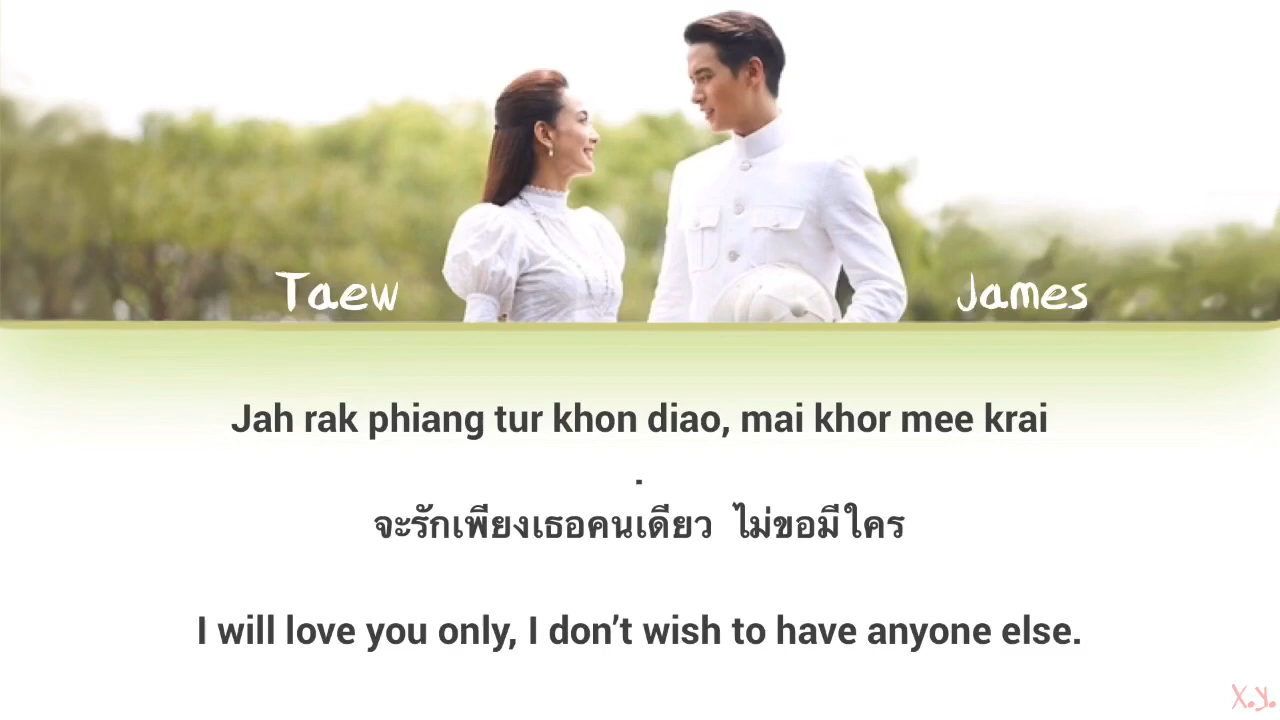 Taew James
Jah rak phiang tur khon diao, mai khor mee krai
.
จะรักเพียงเธอคนเดียว ไม่ขอมีใคร
I will love you only, I don’t wish to have anyone else.
X.y.